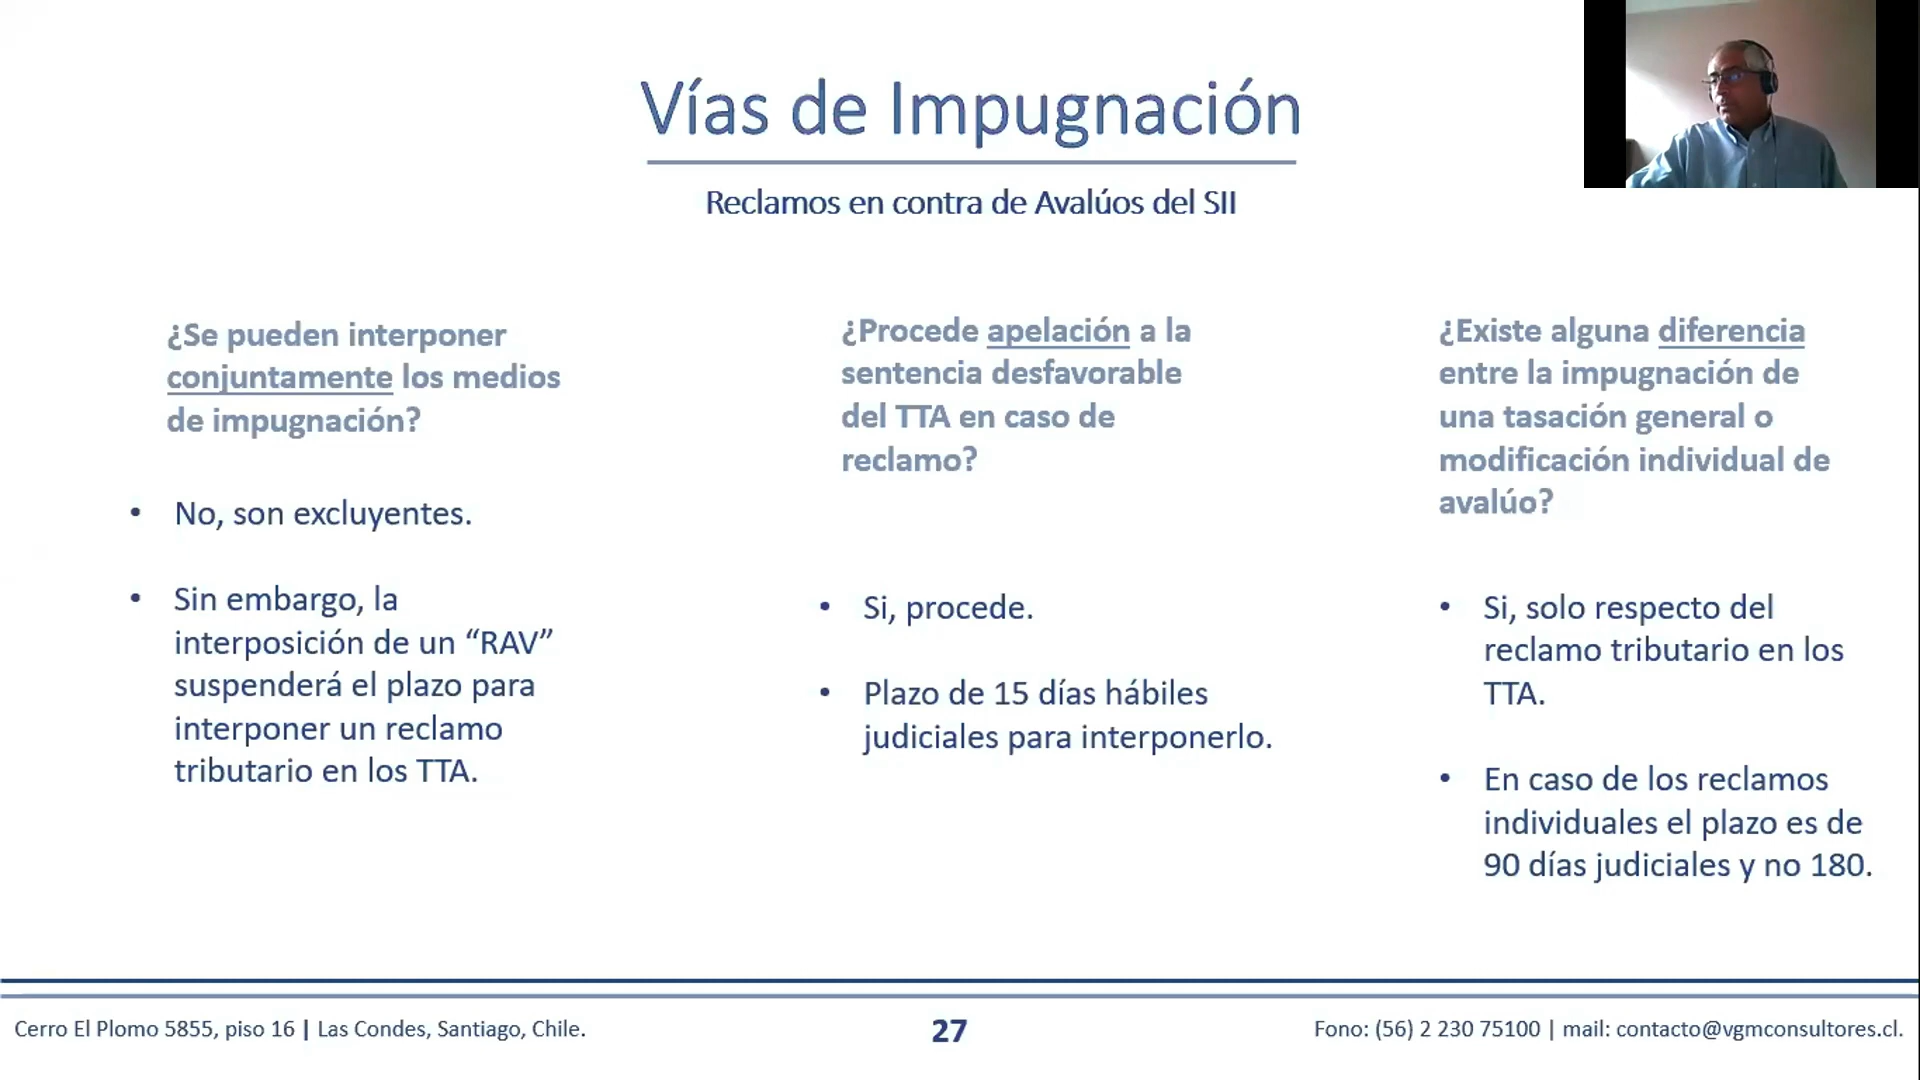 Vías de Impugnación
Reclamos en contra de Avalúos del SII
¿Se pueden interponer
conjuntamente los medios
de impugnación?
• No, son excluyentes.
• Sin embargo, la
interposición de un “RAV”
suspenderá el plazo para
interponer un reclamo
tributario en los TTA.
¿Procede apelación a la
sentencia desfavorable
del TTA en caso de
reclamo?
• Si, procede.
• Plazo de 15 días hábiles
judiciales para interponerlo.
¿Existe alguna diferencia
entre la impugnación de
una tasación general o
modificación individual de
avalúo?
• Si, solo respecto del
reclamo tributario en los
TTA.
• En caso de los reclamos
individuales el plazo es de
90 días judiciales y no 180.
Cerro El Plomo 5855, piso 16 | Las Condes, Santiago, Chile.
27
Fono: (56) 2 230 75100 | mail: contacto@vgmconsultores.cl.